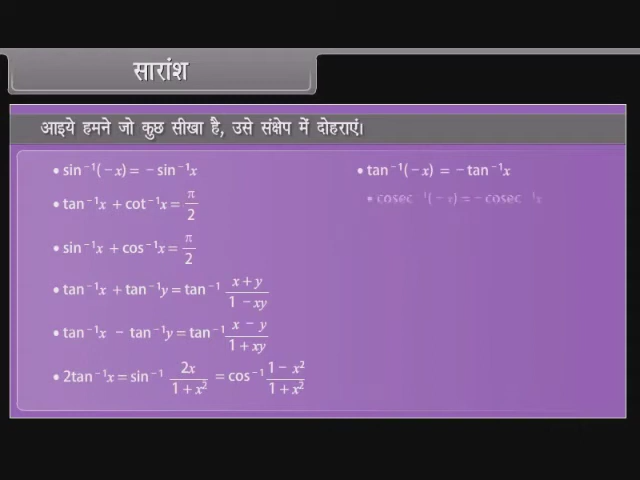 सारांश
आइये हमने जो कुछ सीखा है, उसे संक्षेप में दोहराएं।
• sin⁻¹(−x) = − sin⁻¹x
• tan⁻¹x + cot⁻¹x = π/2
• sin⁻¹x + cos⁻¹x = π/2
• tan⁻¹x + tan⁻¹y = tan⁻¹ (x + y)/(1 − xy)
• tan⁻¹x − tan⁻¹y = tan⁻¹ (x − y)/(1 + xy)
• 2tan⁻¹x = sin⁻¹ 2x/(1 + x²) = cos⁻¹ (1 − x²)/(1 + x²)
• tan⁻¹(−x) = − tan⁻¹x
• cosec⁻¹(−x) = − cosec⁻¹x